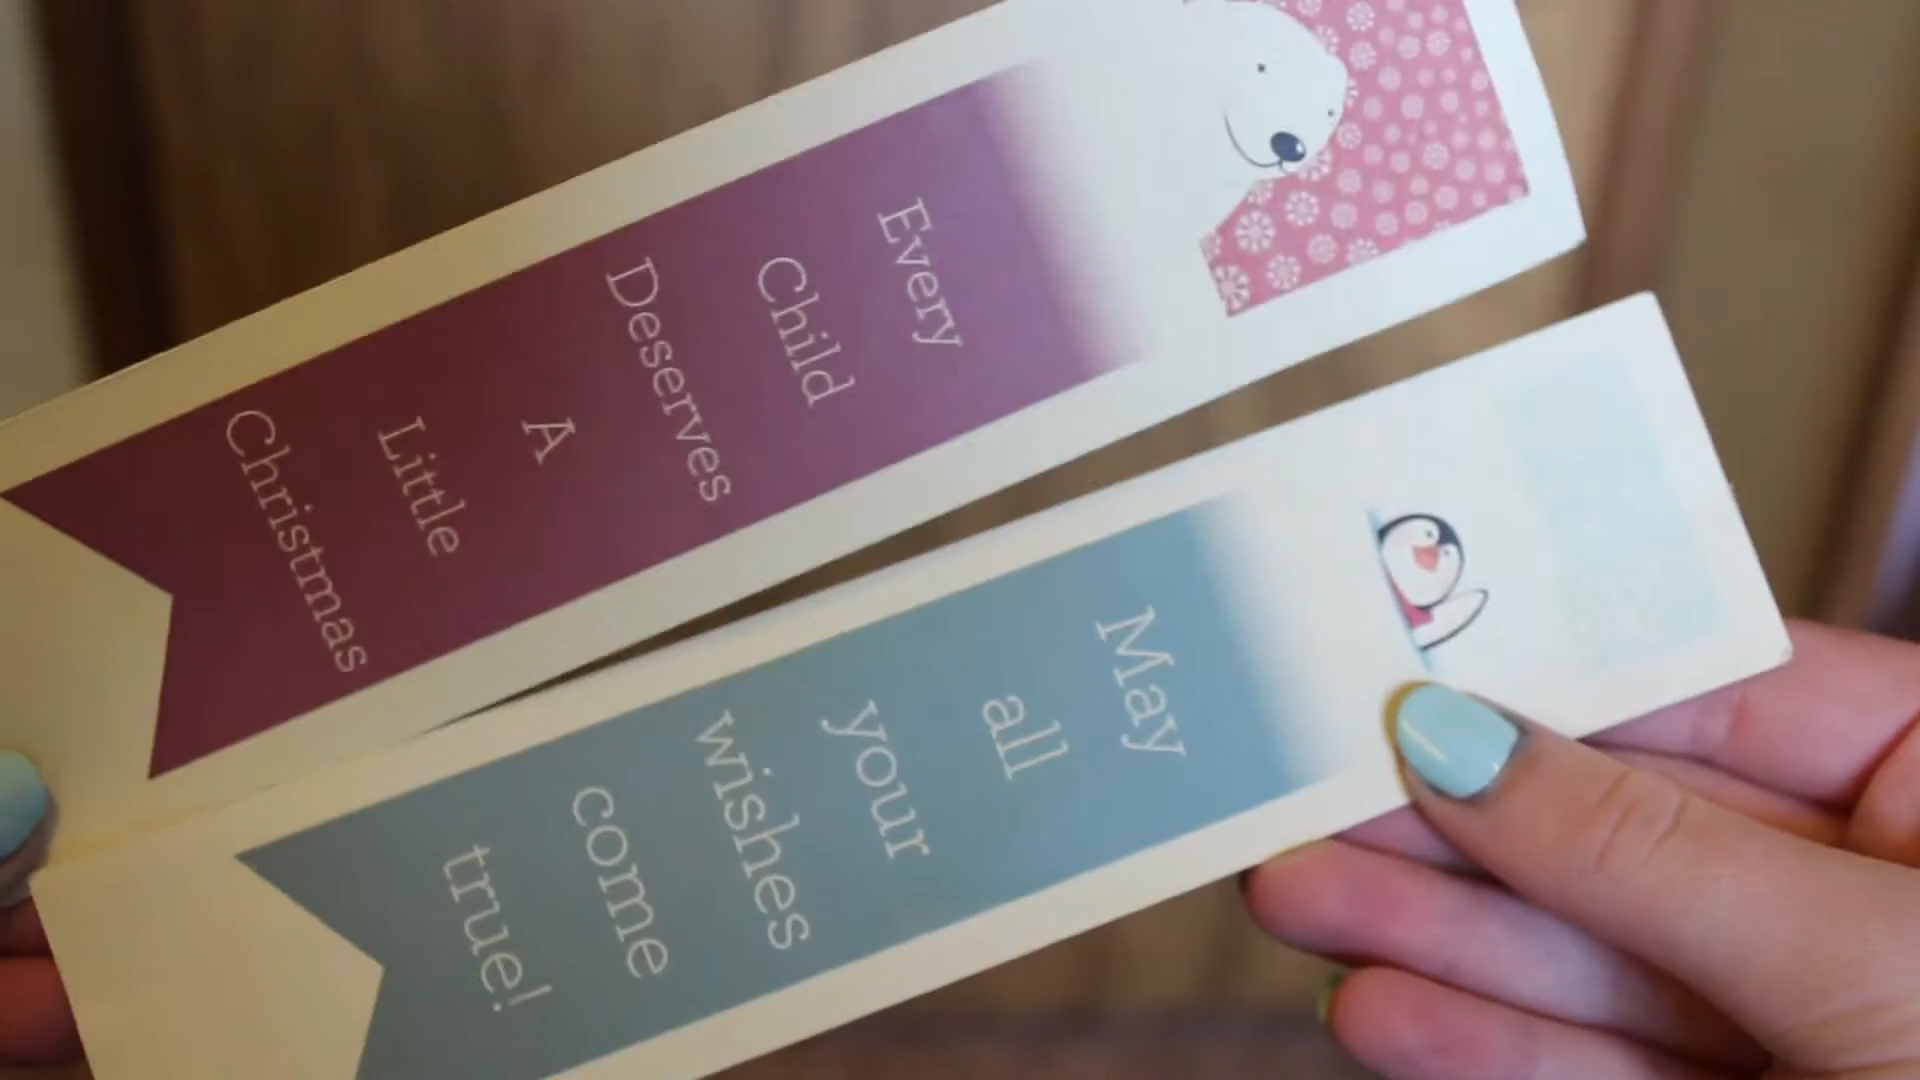 Every
Child
Deserves
A
Little
Christmas
May
all
your
wishes
come
true!